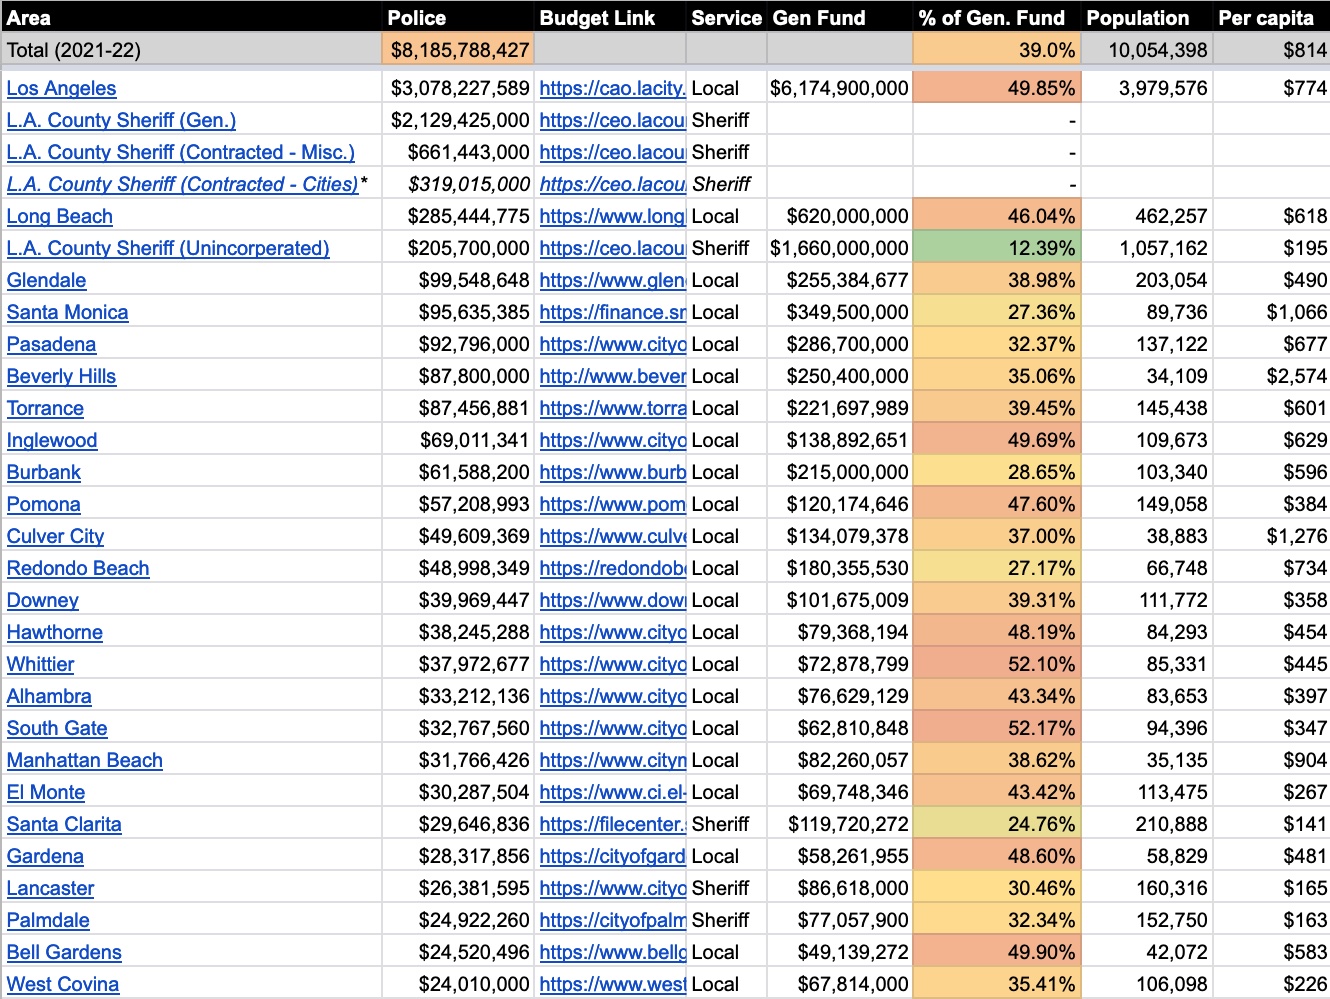 Area Police Budget Link Service Gen Fund % of Gen. Fund Population Per capita
Total (2021-22) $8,185,788,427 39.0% 10,054,398 $814
Los Angeles $3,078,227,589 https://cao.lacity. Local $6,174,900,000 49.85% 3,979,576 $774
L.A. County Sheriff (Gen.) $2,129,425,000 https://ceo.lacou Sheriff -
L.A. County Sheriff (Contracted - Misc.) $661,443,000 https://ceo.lacou Sheriff -
L.A. County Sheriff (Contracted - Cities)* $319,015,000 https://ceo.lacou Sheriff -
Long Beach $285,444,775 https://www.long Local $620,000,000 46.04% 462,257 $618
L.A. County Sheriff (Unincorperated) $205,700,000 https://ceo.lacou Sheriff $1,660,000,000 12.39% 1,057,162 $195
Glendale $99,548,648 https://www.glen Local $255,384,677 38.98% 203,054 $490
Santa Monica $95,635,385 https://finance.sm Local $349,500,000 27.36% 89,736 $1,066
Pasadena $92,796,000 https://www.cityo Local $286,700,000 32.37% 137,122 $677
Beverly Hills $87,800,000 http://www.bever Local $250,400,000 35.06% 34,109 $2,574
Torrance $87,456,881 https://www.torra Local $221,697,989 39.45% 145,438 $601
Inglewood $69,011,341 https://www.cityo Local $138,892,651 49.69% 109,673 $629
Burbank $61,588,200 https://www.burb Local $215,000,000 28.65% 103,340 $596
Pomona $57,208,993 https://www.pom Local $120,174,646 47.60% 149,058 $384
Culver City $49,609,369 https://www.culve Local $134,079,378 37.00% 38,883 $1,276
Redondo Beach $48,998,349 https://redondobe Local $180,355,530 27.17% 66,748 $734
Downey $39,969,447 https://www.dow Local $101,675,009 39.31% 111,772 $358
Hawthorne $38,245,288 https://www.cityo Local $79,368,194 48.19% 84,293 $454
Whittier $37,972,677 https://www.cityo Local $72,878,799 52.10% 85,331 $445
Alhambra $33,212,136 https://www.cityo Local $76,629,129 43.34% 83,653 $397
South Gate $32,767,560 https://www.cityo Local $62,810,848 52.17% 94,396 $347
Manhattan Beach $31,766,426 https://www.citym Local $82,260,057 38.62% 35,135 $904
El Monte $30,287,504 https://www.ci.el- Local $69,748,346 43.42% 113,475 $267
Santa Clarita $29,646,836 https://filecenter. Sheriff $119,720,272 24.76% 210,888 $141
Gardena $28,317,856 https://cityofgard Local $58,261,955 48.60% 58,829 $481
Lancaster $26,381,595 https://www.cityo Sheriff $86,618,000 30.46% 160,316 $165
Palmdale $24,922,260 https://cityofpalm Sheriff $77,057,900 32.34% 152,750 $163
Bell Gardens $24,520,496 https://www.bellg Local $49,139,272 49.90% 42,072 $583
West Covina $24,010,000 https://www.west Local $67,814,000 35.41% 106,098 $226